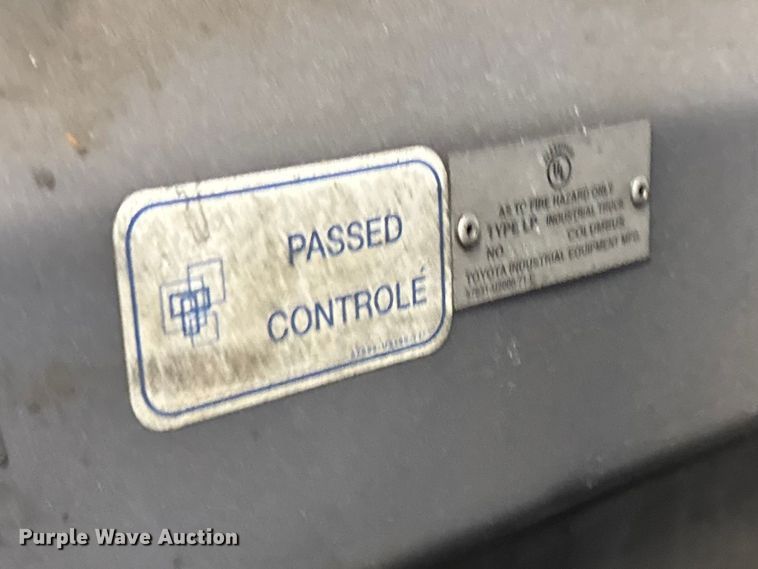 PASSED
CONTROLÉ
UL
AS TO FIRE HAZARD ONLY
TYPE LP INDUSTRIAL TRUCK
NO. COLUMBUS
TOYOTA INDUSTRIAL EQUIPMENT MFG.
Purple Wave Auction